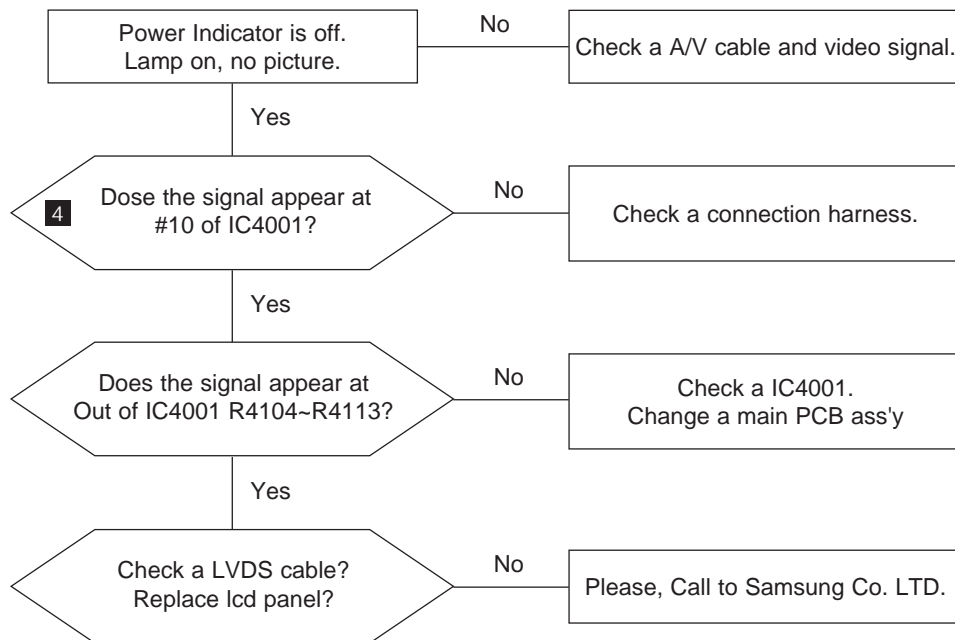 Power Indicator is off.
Lamp on, no picture.
No
Check a A/V cable and video signal.
Yes
4
Dose the signal appear at
#10 of IC4001?
No
Check a connection harness.
Yes
Does the signal appear at
Out of IC4001 R4104~R4113?
No
Check a IC4001.
Change a main PCB ass'y
Yes
Check a LVDS cable?
Replace lcd panel?
No
Please, Call to Samsung Co. LTD.